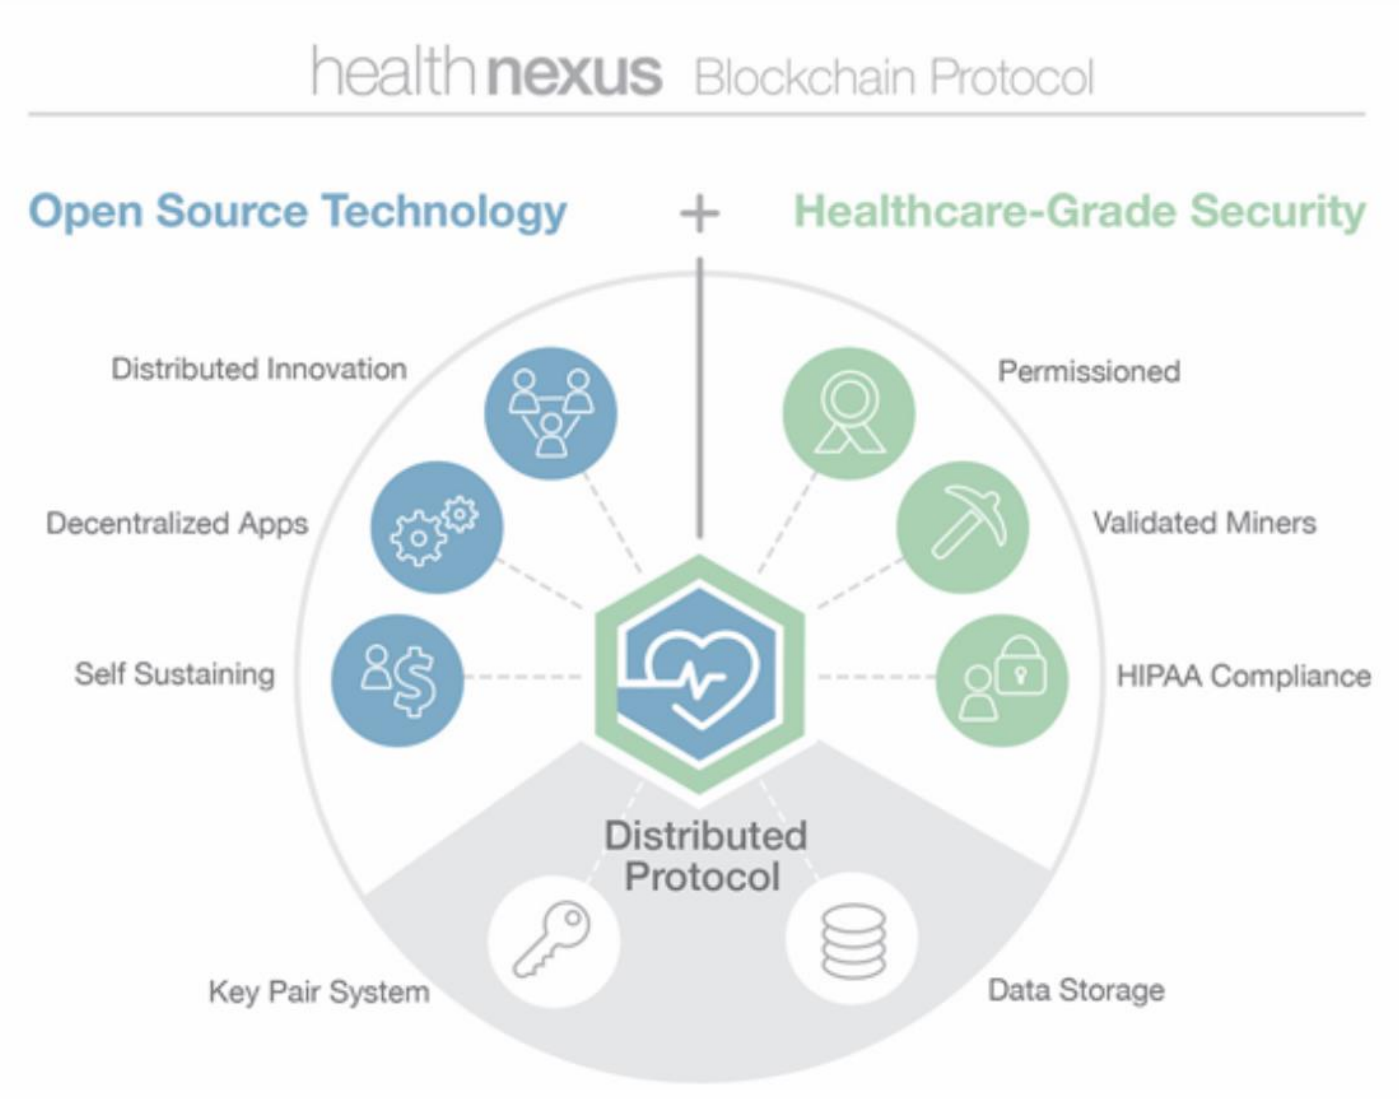 health nexus Blockchain Protocol
Open Source Technology + Healthcare-Grade Security
Distributed Innovation
Permissioned
Decentralized Apps
Validated Miners
Self Sustaining
HIPAA Compliance
Distributed
Protocol
Key Pair System
Data Storage